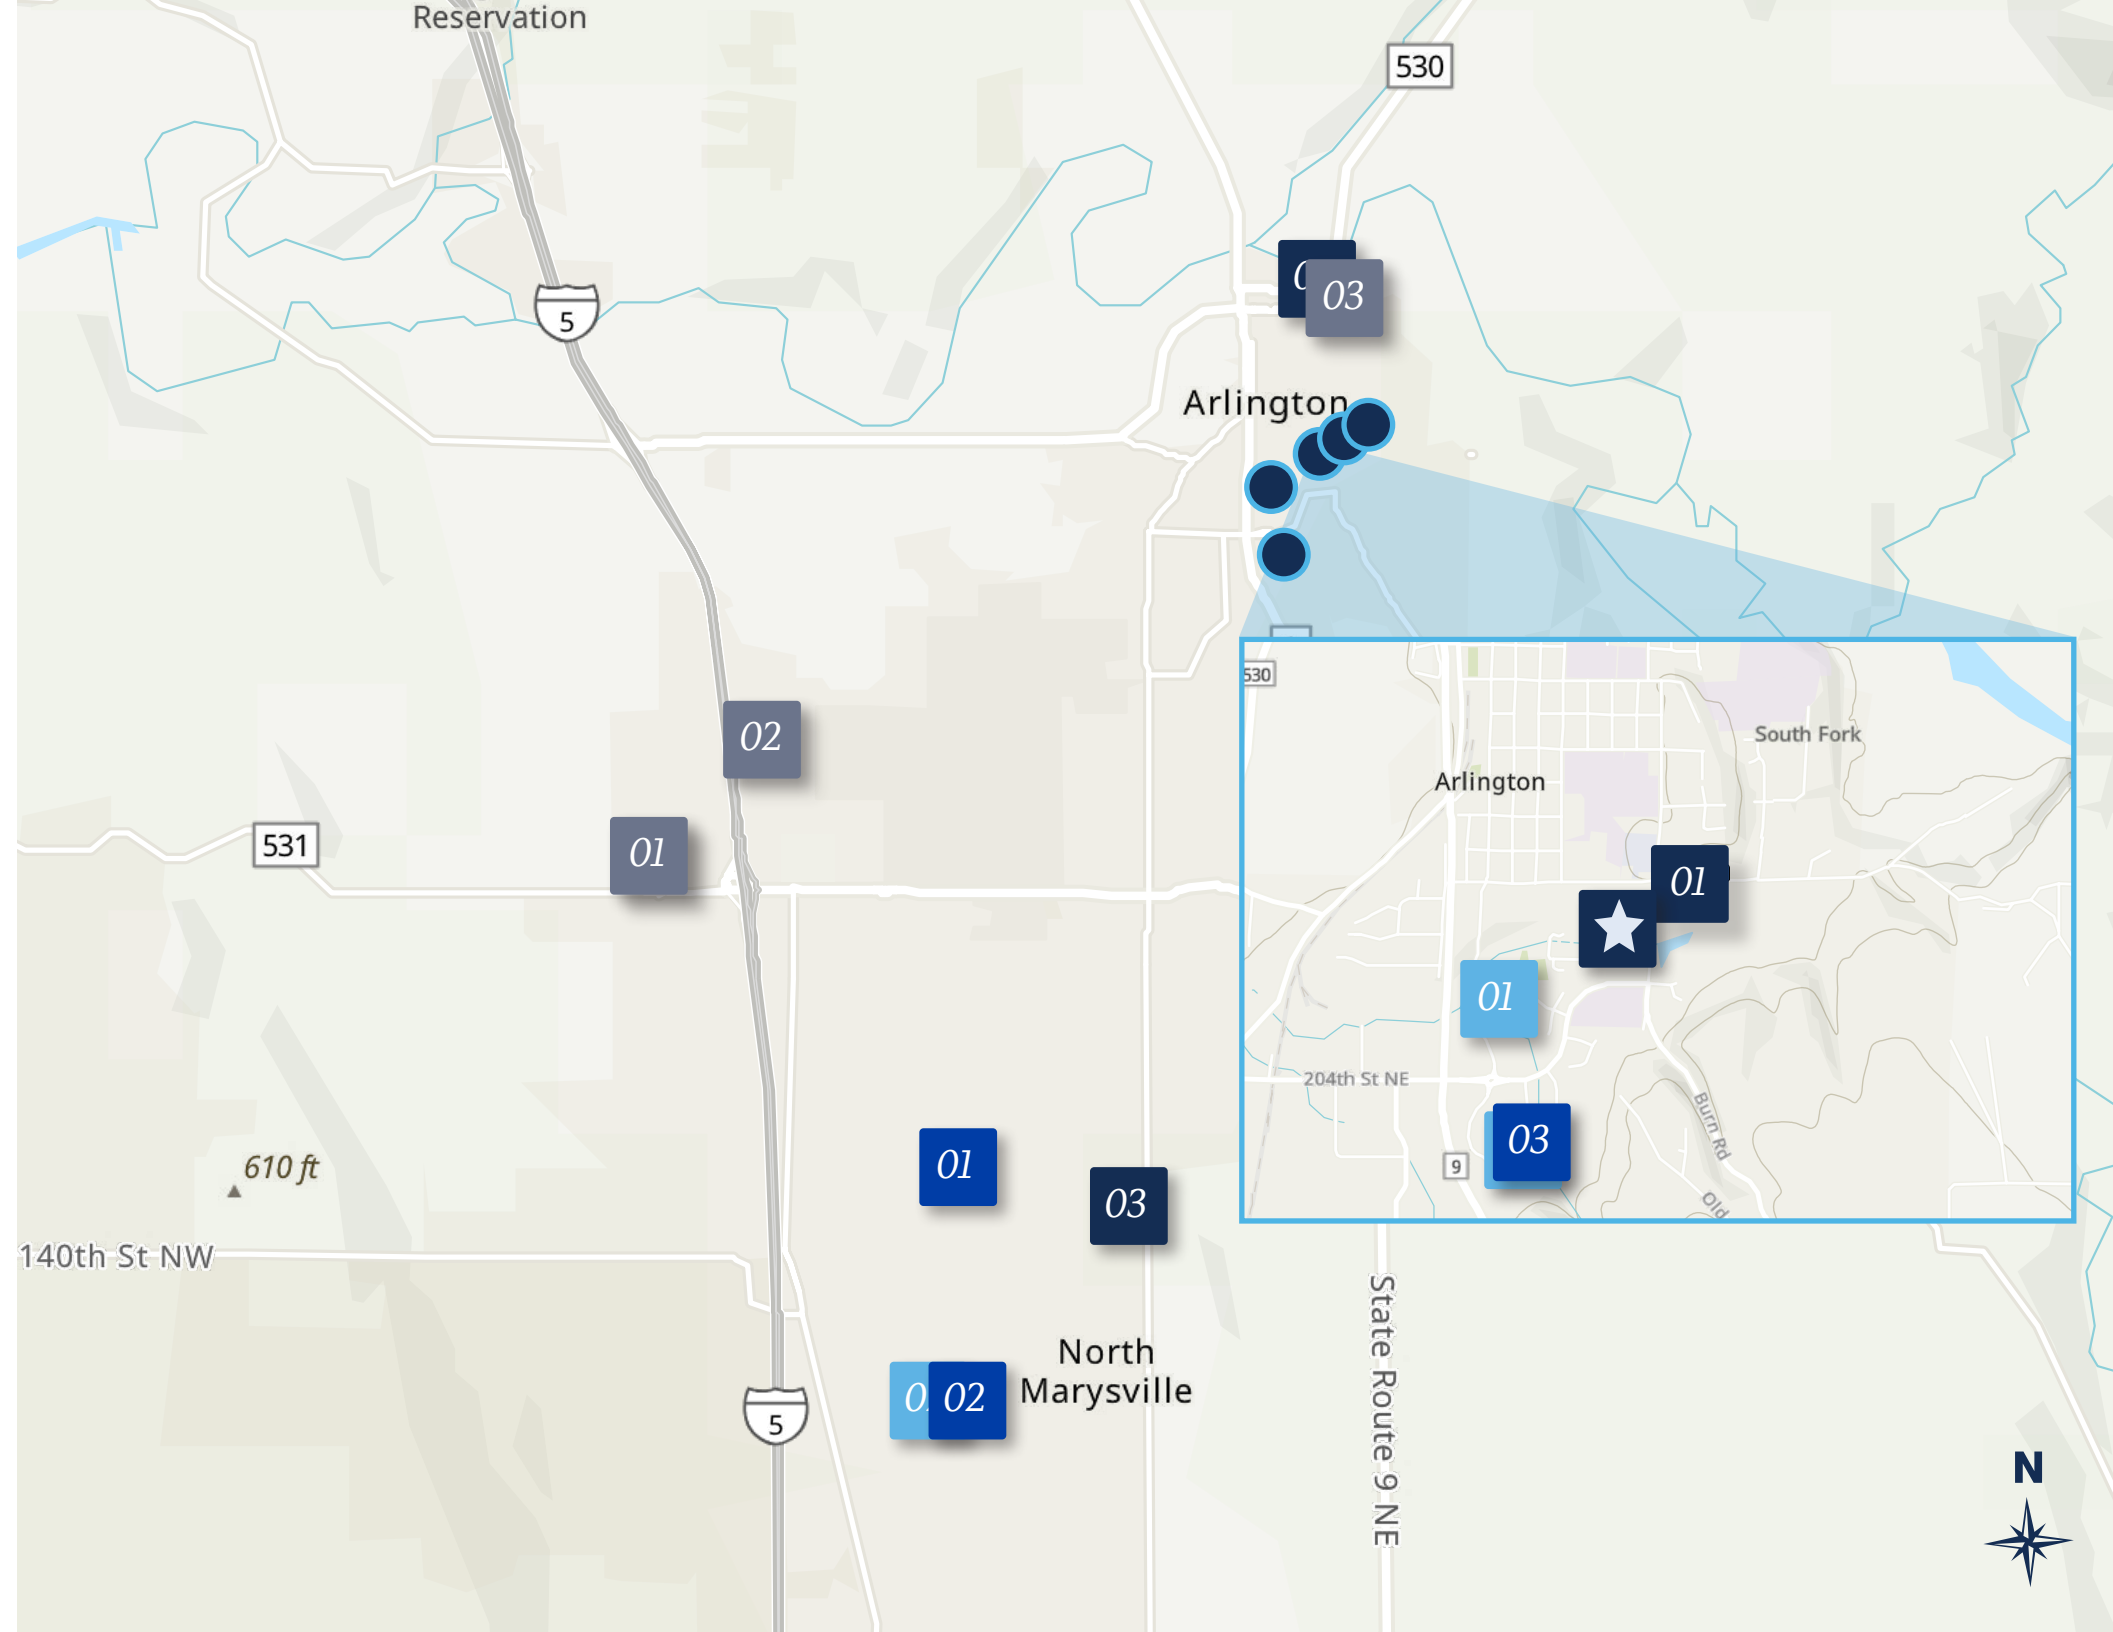 Reservation
530
5
03
Arlington
530
South Fork
Arlington
02
01
531
01
01
204th St NE
03
Burn Rd
9
Old
610 ft
01
03
140th St NW
State Route 9 NE
North
Marysville
02
5
N